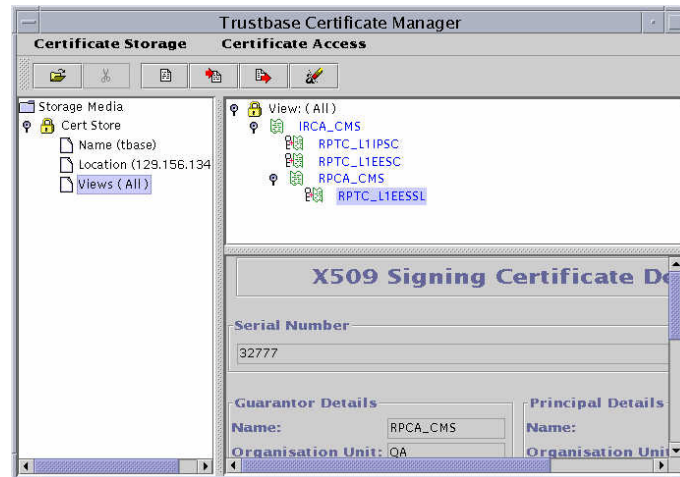 Trustbase Certificate Manager
Certificate Storage Certificate Access
Storage Media
Cert Store
Name (tbase)
Location (129.156.134
Views (All)
View: (All)
IRCA_CMS
RPTC_L1IPSC
RPTC_L1EESC
RPCA_CMS
RPTC_L1EESSL
X509 Signing Certificate De
Serial Number
32777
Guarantor Details
Name: RPCA_CMS
Organisation Unit: QA
Principal Details
Name:
Organisation Unit